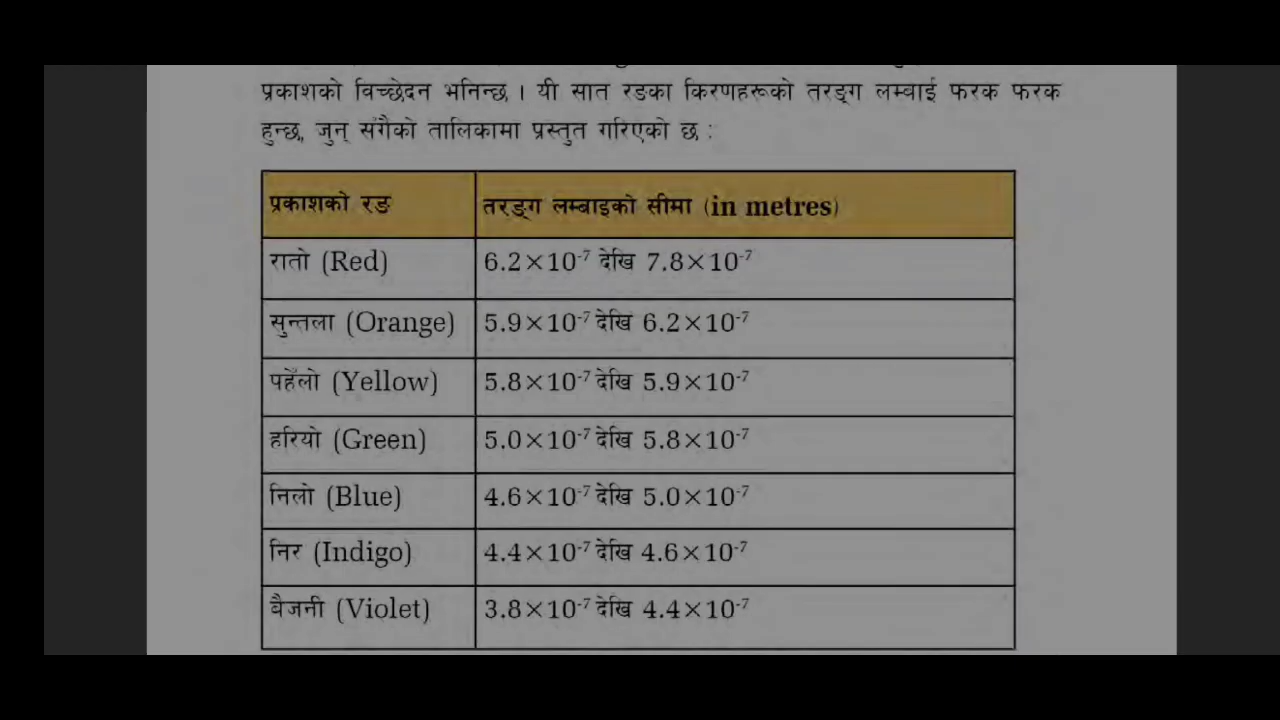 प्रकाशको विच्छेदन भनिन्छ । यी सात रङका किरणहरूको तरङ्ग लम्बाई फरक फरक
हुन्छ, जुन् सँगैको तालिकामा प्रस्तुत गरिएको छ :
प्रकाशको रङ तरङ्ग लम्बाइको सीमा (in metres)
रातो (Red) 6.2×10⁻⁷ देखि 7.8×10⁻⁷
सुन्तला (Orange) 5.9×10⁻⁷ देखि 6.2×10⁻⁷
पहेँलो (Yellow) 5.8×10⁻⁷ देखि 5.9×10⁻⁷
हरियो (Green) 5.0×10⁻⁷ देखि 5.8×10⁻⁷
निलो (Blue) 4.6×10⁻⁷ देखि 5.0×10⁻⁷
निर (Indigo) 4.4×10⁻⁷ देखि 4.6×10⁻⁷
बैजनी (Violet) 3.8×10⁻⁷ देखि 4.4×10⁻⁷